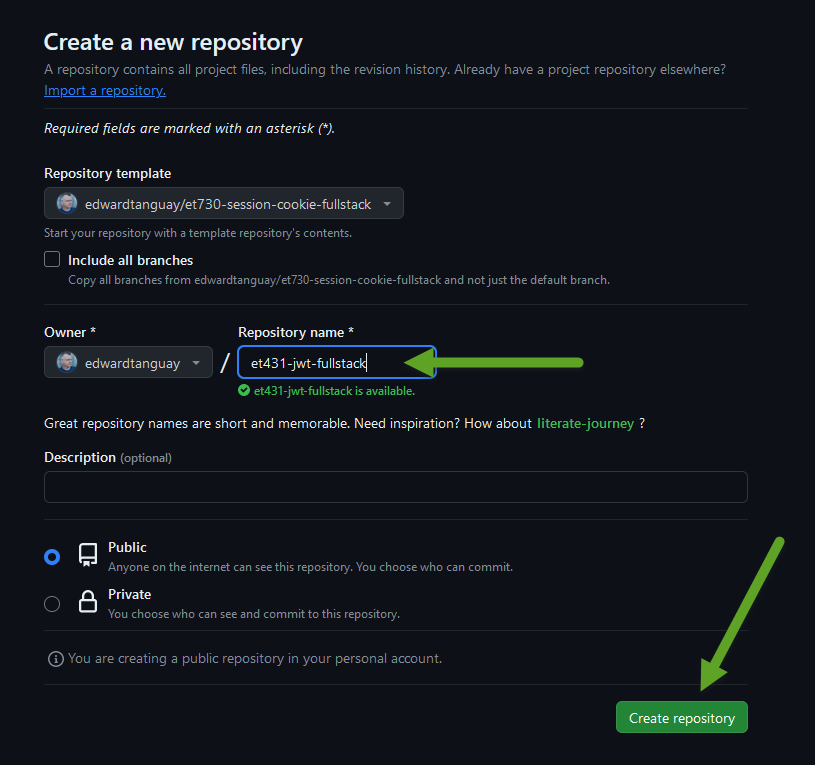 Create a new repository
A repository contains all project files, including the revision history. Already have a project repository elsewhere?
Import a repository.
Required fields are marked with an asterisk (*).
Repository template
edwardtanguay/et730-session-cookie-fullstack
Start your repository with a template repository's contents.
Include all branches
Copy all branches from edwardtanguay/et730-session-cookie-fullstack and not just the default branch.
Owner * Repository name *
edwardtanguay / et431-jwt-fullstack
et431-jwt-fullstack is available.
Great repository names are short and memorable. Need inspiration? How about literate-journey ?
Description (optional)
Public
Anyone on the internet can see this repository. You choose who can commit.
Private
You choose who can see and commit to this repository.
You are creating a public repository in your personal account.
Create repository